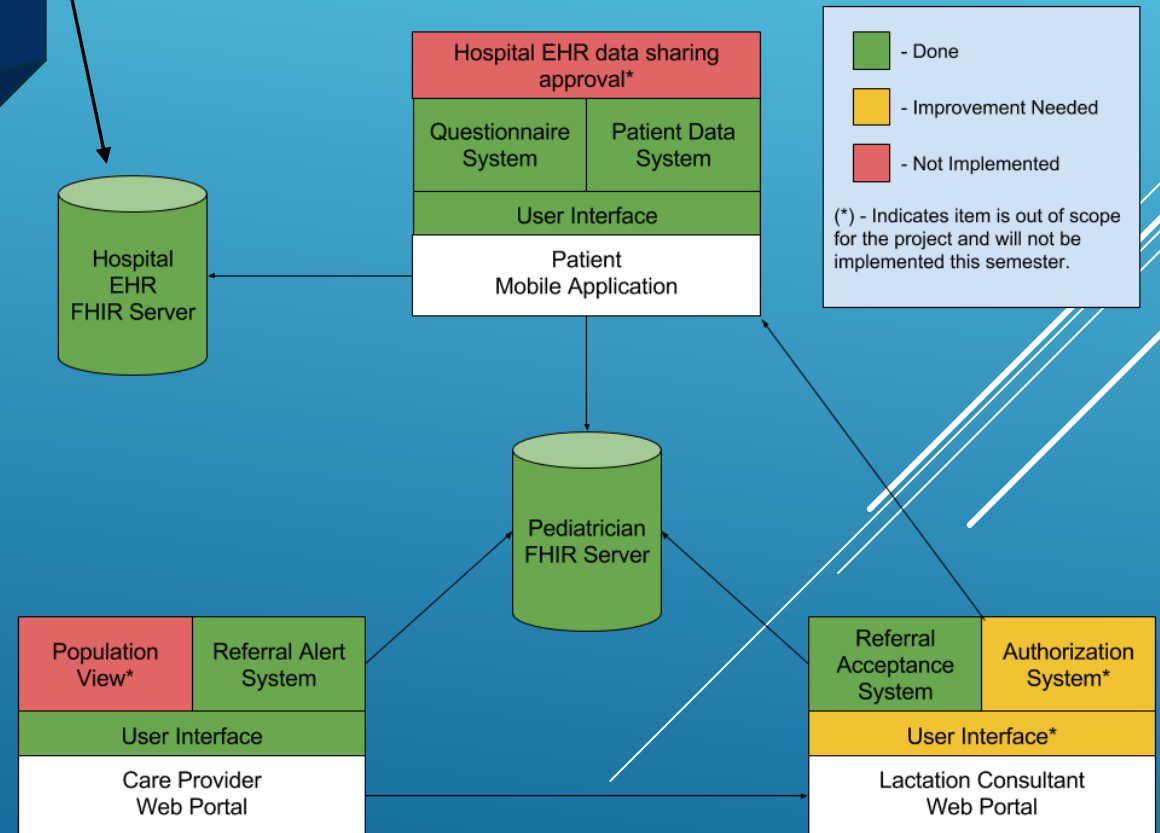 Hospital EHR data sharing
approval*
Questionnaire
System
Patient Data
System
User Interface
Patient
Mobile Application
- Done
- Improvement Needed
- Not Implemented
(*) - Indicates item is out of scope
for the project and will not be
implemented this semester.
Hospital
EHR
FHIR Server
Pediatrician
FHIR Server
Population
View*
Referral Alert
System
User Interface
Care Provider
Web Portal
Referral
Acceptance
System
Authorization
System*
User Interface*
Lactation Consultant
Web Portal